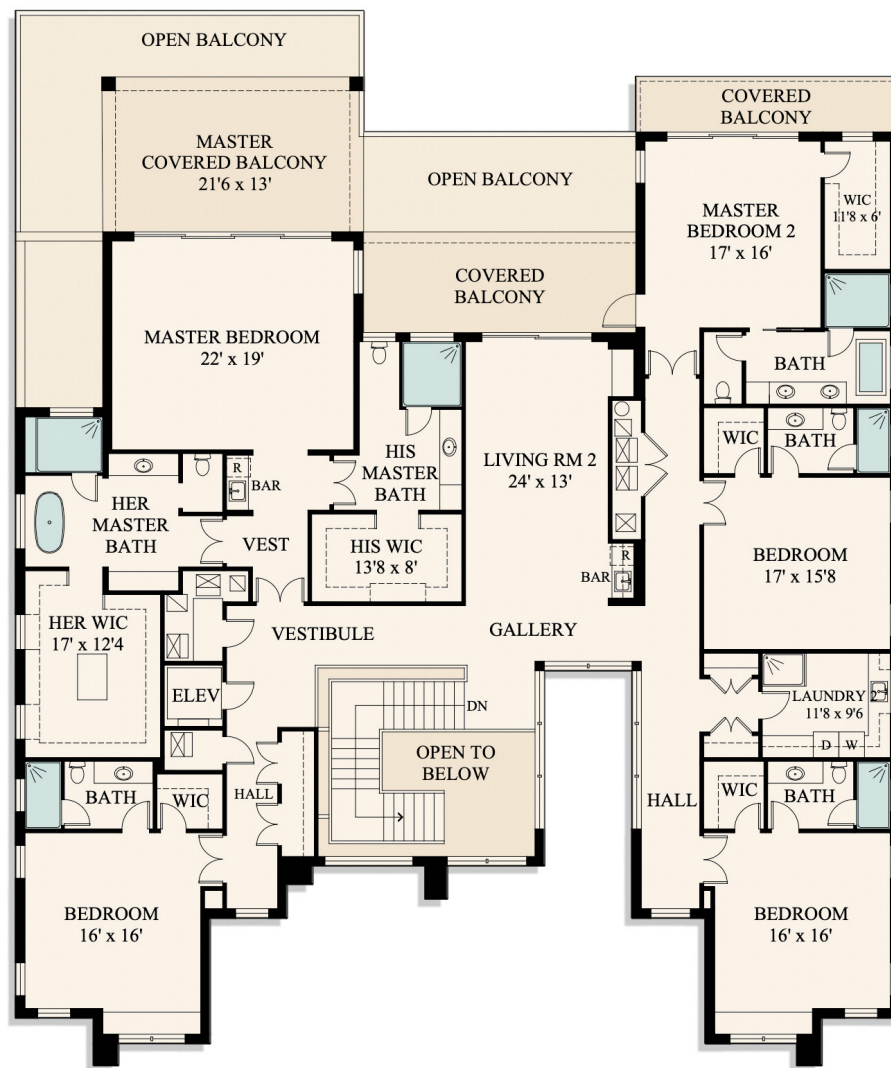 OPEN BALCONY
MASTER
COVERED BALCONY
21'6 x 13'
COVERED
BALCONY
OPEN BALCONY
COVERED
BALCONY
MASTER
BEDROOM 2
17' x 16'
WIC
11'8 x 6'
MASTER BEDROOM
22' x 19'
BATH
R
BAR
HIS
MASTER
BATH
LIVING RM 2
24' x 13'
WIC
BATH
HER
MASTER
BATH
VEST
HIS WIC
13'8 x 8'
R
BAR
BEDROOM
17' x 15'8
HER WIC
17' x 12'4
VESTIBULE
GALLERY
ELEV
DN
LAUNDRY 2
11'8 x 9'6
D W
OPEN TO
BELOW
BATH
WIC
HALL
HALL
WIC
BATH
BEDROOM
16' x 16'
BEDROOM
16' x 16'